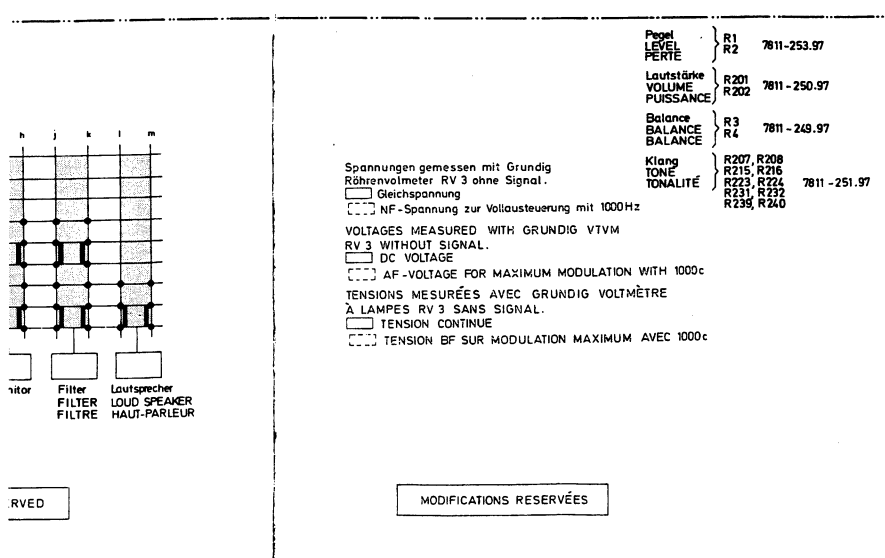 Pegel
LEVEL
PERTE
R1
R2
7811-253.97
Lautstärke
VOLUME
PUISSANCE
R201
R202
7811-250.97
Balance
BALANCE
BALANCE
R3
R4
7811-249.97
Klang
TONE
TONALITÉ
R207, R208
R215, R216
R223, R224
R231, R232
R239, R240
7811-251.97
h j k l m
Spannungen gemessen mit Grundig
Röhrenvolmeter RV 3 ohne Signal.
Gleichspannung
NF-Spannung zur Vollausteuerung mit 1000Hz
VOLTAGES MEASURED WITH GRUNDIG VTVM
RV 3 WITHOUT SIGNAL.
DC VOLTAGE
AF-VOLTAGE FOR MAXIMUM MODULATION WITH 1000c
TENSIONS MESURÉES AVEC GRUNDIG VOLTMÈTRE
À LAMPES RV 3 SANS SIGNAL.
TENSION CONTINUE
TENSION BF SUR MODULATION MAXIMUM AVEC 1000c
nitor
Filter
FILTER
FILTRE
Lautsprecher
LOUD SPEAKER
HAUT-PARLEUR
RVED
MODIFICATIONS RESERVÉES